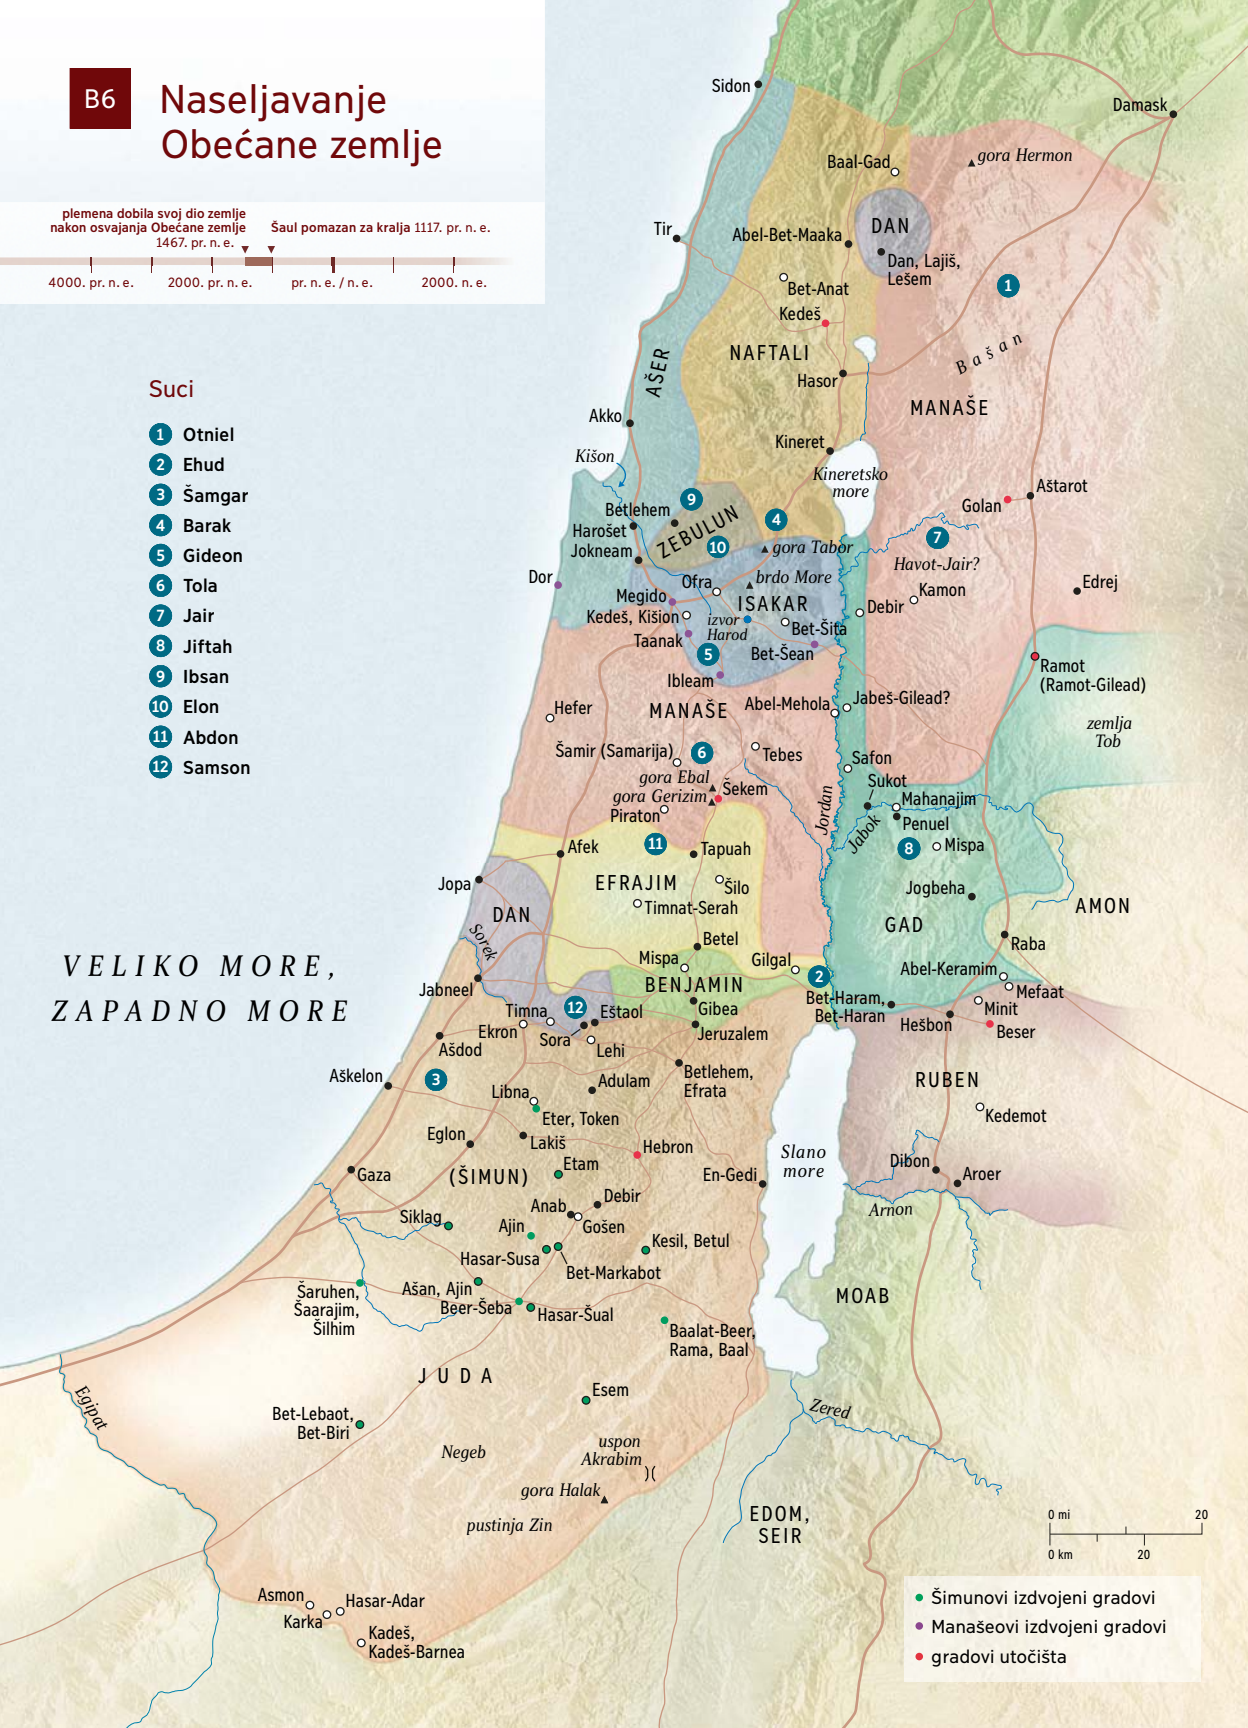 B6
Naseljavanje
Obećane zemlje
plemena dobila svoj dio zemlje
nakon osvajanja Obećane zemlje
1467. pr. n. e.
Šaul pomazan za kralja 1117. pr. n. e.
4000. pr. n. e.
2000. pr. n. e.
pr. n. e. / n. e.
2000. n. e.
Suci
1 Otniel
2 Ehud
3 Šamgar
4 Barak
5 Gideon
6 Tola
7 Jair
8 Jiftah
9 Ibsan
10 Elon
11 Abdon
12 Samson
Sidon
Damask
Baal-Gad
gora Hermon
Tir
Abel-Bet-Maaka
DAN
Dan, Lajiš,
Lešem
1
Bet-Anat
Kedeš
NAFTALI
Bašan
AŠER
Hasor
MANAŠE
Akko
Kišon
Kineret
Kineretsko
more
Golan
Aštarot
9
Betlehem
ZEBULUN
4
Harošet
10
7
Jokneam
gora Tabor
Havot-Jair?
Dor
Ofra
brdo More
Kamon
Edrej
Megido
ISAKAR
Debir
Kedeš, Kišion
izvor
Harod
Bet-Šita
Taanak
5
Bet-Šean
Ibleam
Ramot
(Ramot-Gilead)
Hefer
MANAŠE
Abel-Mehola
Jabeš-Gilead?
zemlja
Tob
Šamir (Samarija)
6
Tebes
Safon
gora Ebal
Šekem
Sukot
gora Gerizim
Mahanajim
Piraton
Jordan
Jabok
Penuel
11
8
Mispa
Afek
Tapuah
Jopa
EFRAJIM
Šilo
Jogbeha
Timnat-Serah
DAN
GAD
AMON
Sorek
Betel
Raba
VELIKO MORE,
ZAPADNO MORE
Mispa
Gilgal
2
Abel-Keramim
Jabneel
BENJAMIN
Mefaat
Bet-Haram,
Bet-Haran
Minit
Timna
12
Eštaol
Gibea
Hešbon
Beser
Ekron
Sora
Jeruzalem
Ašdod
Lehi
Aškelon
3
Adulam
Betlehem,
Efrata
RUBEN
Libna
Eter, Token
Kedemot
Eglon
Lakiš
Hebron
Slano
more
Dibon
Gaza
(ŠIMUN)
Etam
En-Gedi
Aroer
Anab
Debir
Arnon
Siklag
Ajin
Gošen
Hasar-Susa
Kesil, Betul
Bet-Markabot
Šaruhen,
Šaarajim,
Šilhim
Ašan, Ajin
MOAB
Beer-Šeba
Hasar-Šual
Baalat-Beer,
Rama, Baal
JUDA
Egipat
Esem
Zered
Bet-Lebaot,
Bet-Biri
Negeb
uspon
Akrabim
gora Halak
pustinja Zin
EDOM,
SEIR
0 mi
20
0 km
20
Asmon
Hasar-Adar
Karka
Kadeš,
Kadeš-Barnea
Šimunovi izdvojeni gradovi
Manašeovi izdvojeni gradovi
gradovi utočišta